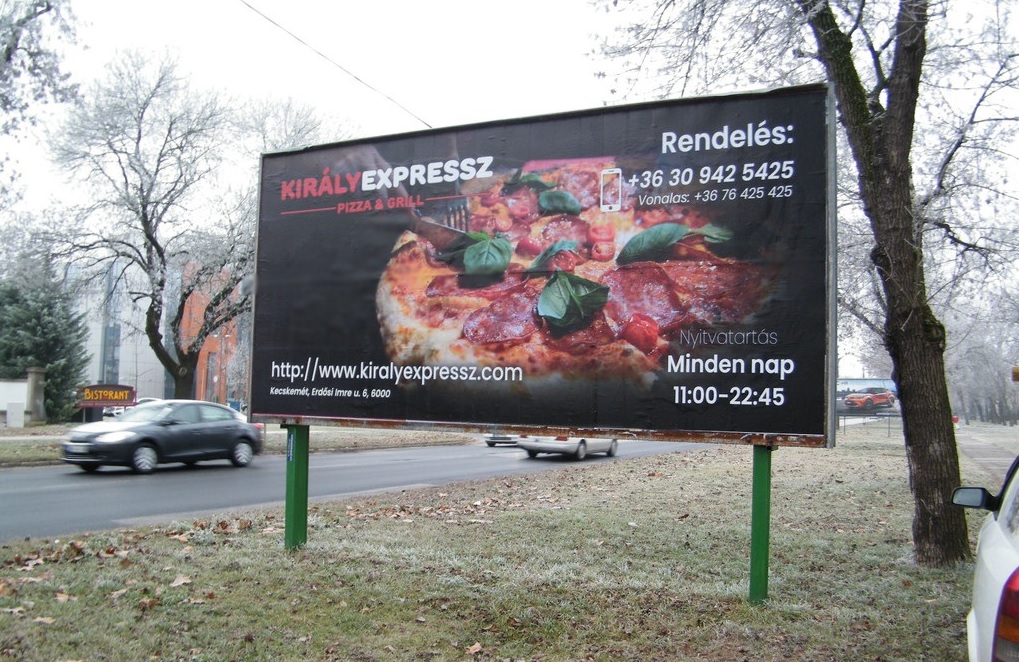 KIRÁLYEXPRESSZ
PIZZA & GRILL
Rendelés:
+36 30 942 5425
Vonalas: +36 76 425 425
Nyitvatartás
Minden nap
11:00-22:45
http://www.kiralyexpressz.com
Kecskemét, Erdősi Imre u. 6, 6000
BISTORANT